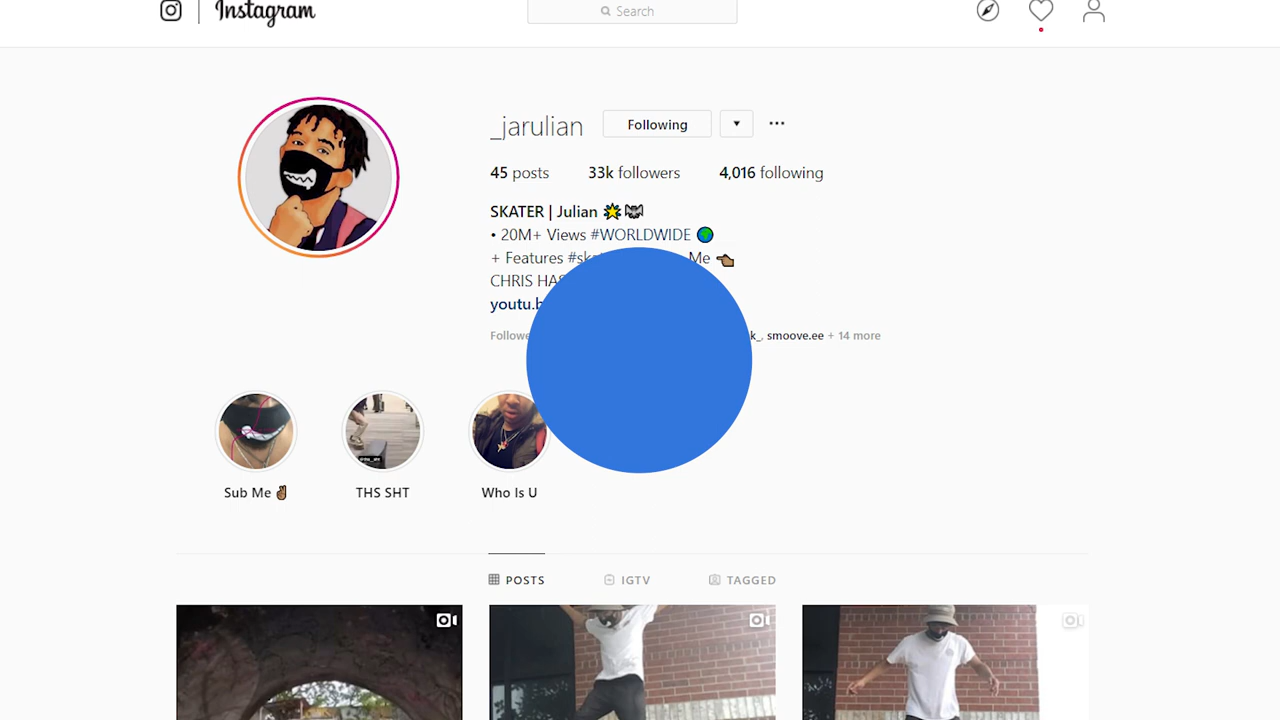 Instagram
Search
_jarulian
Following
45 posts
33k followers
4,016 following
SKATER | Julian
• 20M+ Views #WORLDWIDE
+ Features Me
CHRIS
smoove.ee + 14 more
Sub Me
THS SHT
Who Is U
POSTS
IGTV
TAGGED